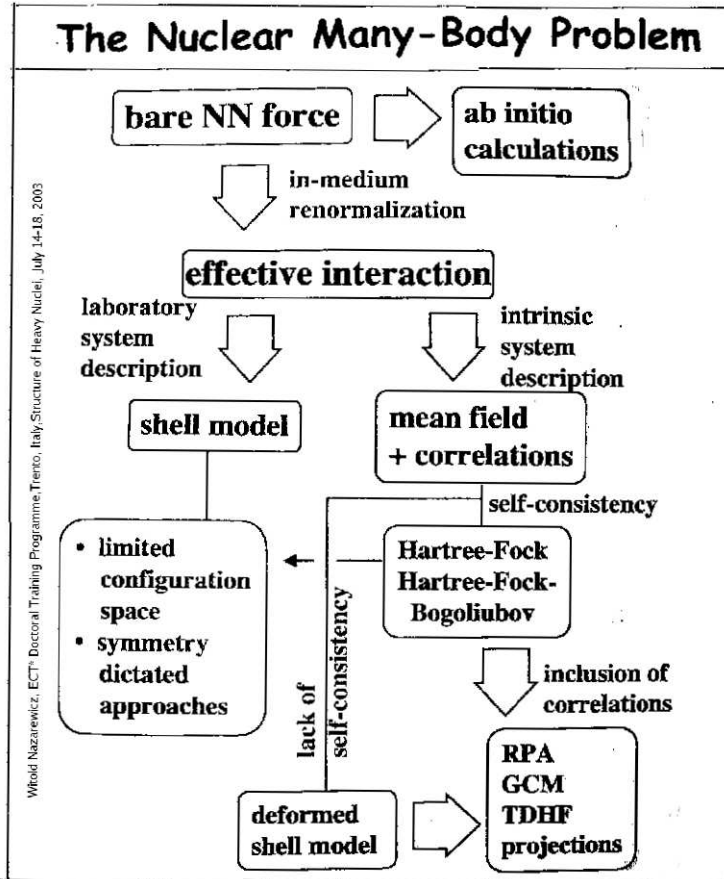 The Nuclear Many-Body Problem
bare NN force
ab initio
calculations
in-medium
renormalization
effective interaction
laboratory
system
description
intrinsic
system
description
shell model
mean field
+ correlations
self-consistency
• limited
configuration
space
• symmetry
dictated
approaches
Hartree-Fock
Hartree-Fock-
Bogoliubov
lack of
self-consistency
inclusion of
correlations
deformed
shell model
RPA
GCM
TDHF
projections
Witold Nazarewicz, ECT* Doctoral Training Programme,Trento, Italy,Structure of Heavy Nuclei, July 14-18, 2003